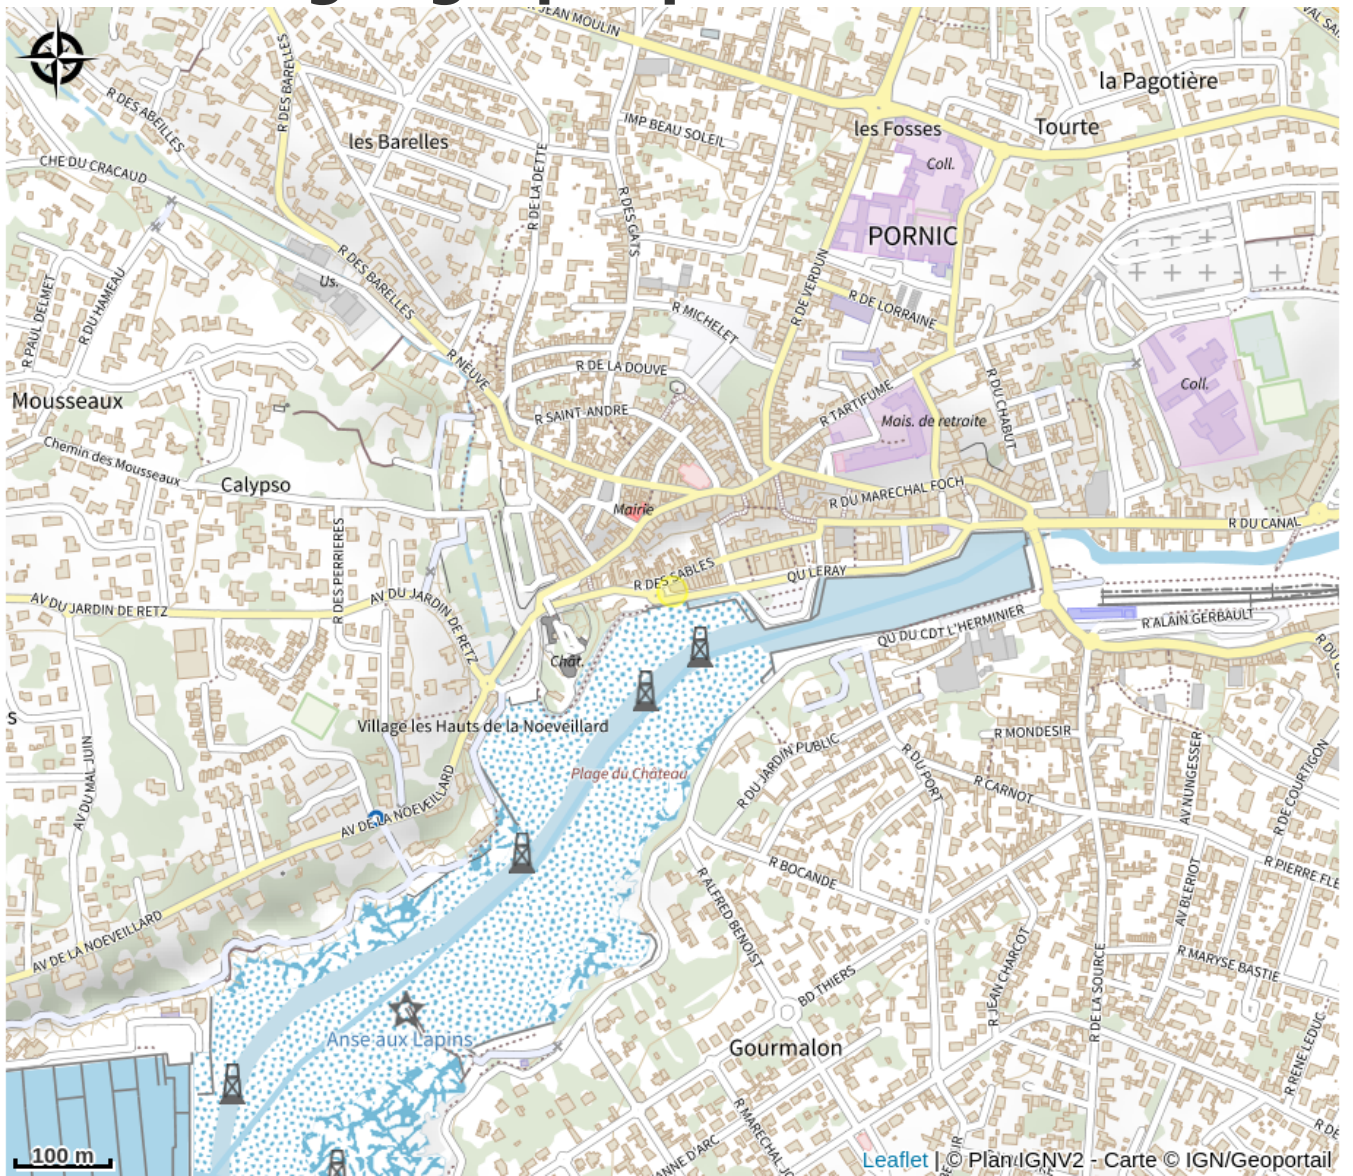 R JEAN MOULIN
R DES BARELLES
la Pagotière
R DES ABEILLES
les Barelles
IMP BEAU SOLEIL
les Fosses
Tourte
Coll.
CHE DU CRACAUD
R DE LA DETTE
R DES GATS
PORNIC
R DES BARELLES
Us.
R DU HAMEAU
R PAUL DELMET
R DE VERDUN
R DE LORRAINE
R MICHELET
R NEUVE
R DE LA DOUVE
R TARTIFUME
R DU CHABUT
Coll.
Mousseaux
R SAINT ANDRE
Mais. de retraite
Chemin des Mousseaux
Calypso
R DU MARECHAL FOCH
Mairie
R DU CANAL
R DES PERRIERES
R DES SABLES
QU LERAY
AV DU JARDIN DE RETZ
AV DU JARDIN DE RETZ
QU DU CDT L'HERMINIER
R ALAIN GERBAULT
Chât.
Village les Hauts de la Noeveillard
R MONDESIR
R DU JARDIN PUBLIC
R DU PORT
AV NUNGESSER
R DE COURTIGON
AV DU MAL JUIN
Plage du Château
R CARNOT
AV DE LA NOEVEILLARD
R BOCANDE
R PIERRE FLE
R ALFRED BENOIST
AV BLERIOT
AV DE LA NOEVEILLARD
R JEAN CHARCOT
R DE LA SOURCE
R MARYSE BASTIE
BD THIERS
Anse aux Lapins
Gourmalon
R RENE LEDUC
R MARECHAL JO
ANNE D'ARC
100 m
Leaflet | © Plan IGNV2 - Carte © IGN/Geoportail